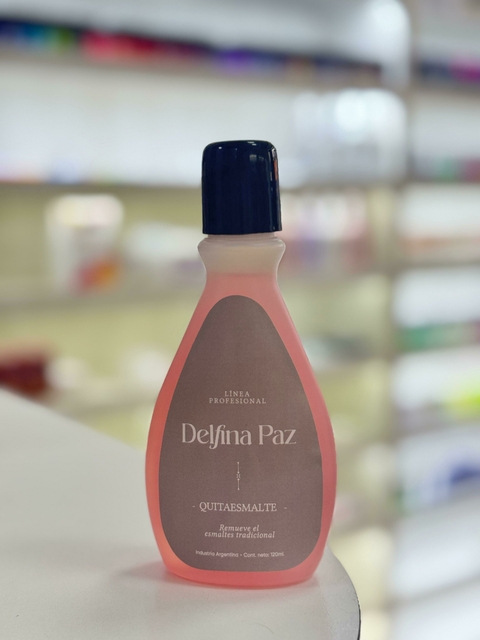 LÍNEA
PROFESIONAL
Delfina Paz
· QUITAESMALTE ·
Remueve el
esmaltes tradicional
Industria Argentina - Cont. neto: 120ml.